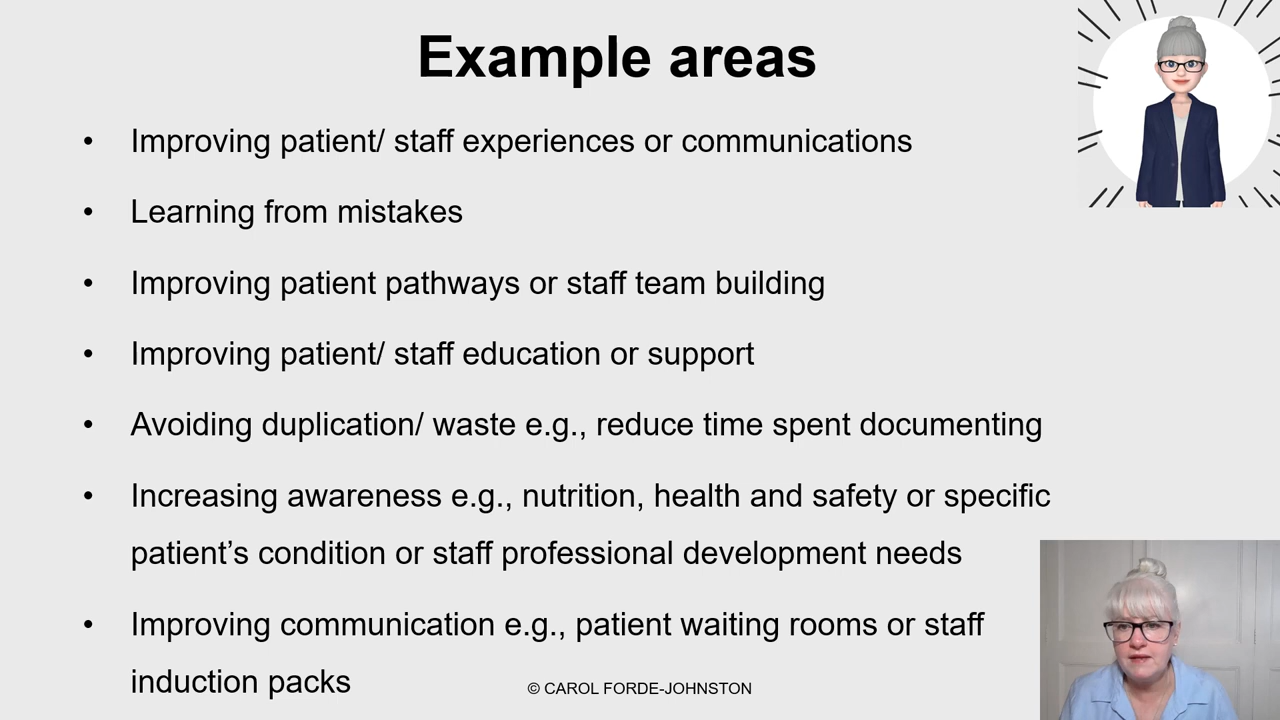 Example areas
• Improving patient/ staff experiences or communications
• Learning from mistakes
• Improving patient pathways or staff team building
• Improving patient/ staff education or support
• Avoiding duplication/ waste e.g., reduce time spent documenting
• Increasing awareness e.g., nutrition, health and safety or specific
patient’s condition or staff professional development needs
• Improving communication e.g., patient waiting rooms or staff
induction packs
© CAROL FORDE-JOHNSTON